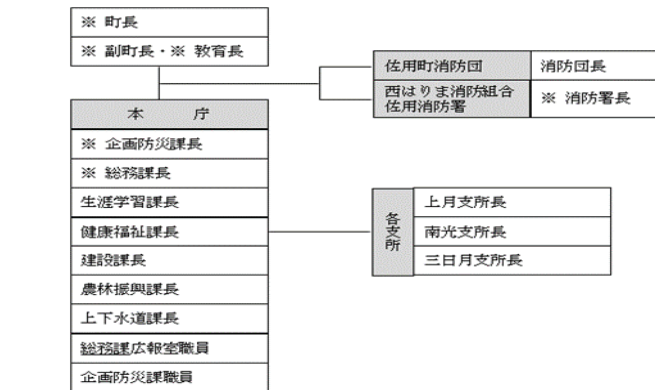 ※ 町長
※ 副町長・※ 教育長
佐用町消防団 消防団長
西はりま消防組合
佐用消防署 ※ 消防署長
本 庁
※ 企画防災課長
※ 総務課長
生涯学習課長
健康福祉課長
建設課長
農林振興課長
上下水道課長
総務課広報室職員
企画防災課職員
各支所
上月支所長
南光支所長
三日月支所長